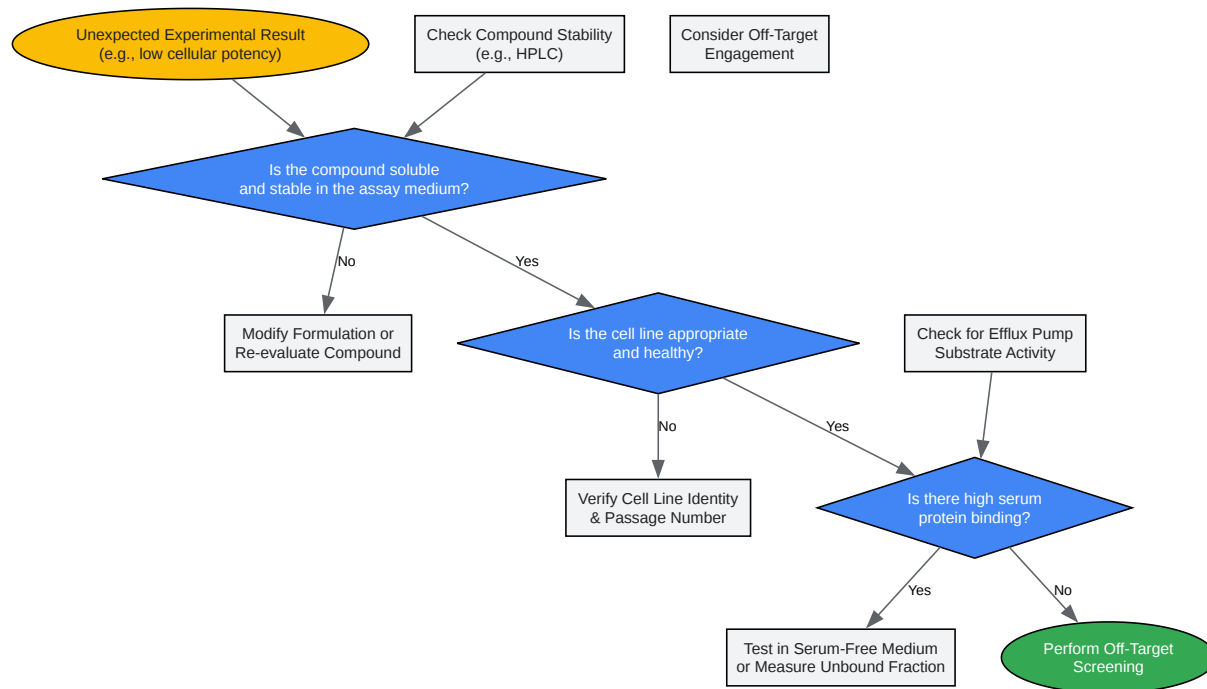 Unexpected Experimental Result
(e.g., low cellular potency)
Check Compound Stability
(e.g., HPLC)
Consider Off-Target
Engagement
Is the compound soluble
and stable in the assay medium?
No
Yes
Modify Formulation or
Re-evaluate Compound
Is the cell line appropriate
and healthy?
Check for Efflux Pump
Substrate Activity
No
Yes
Verify Cell Line Identity
& Passage Number
Is there high serum
protein binding?
Yes
No
Test in Serum-Free Medium
or Measure Unbound Fraction
Perform Off-Target
Screening